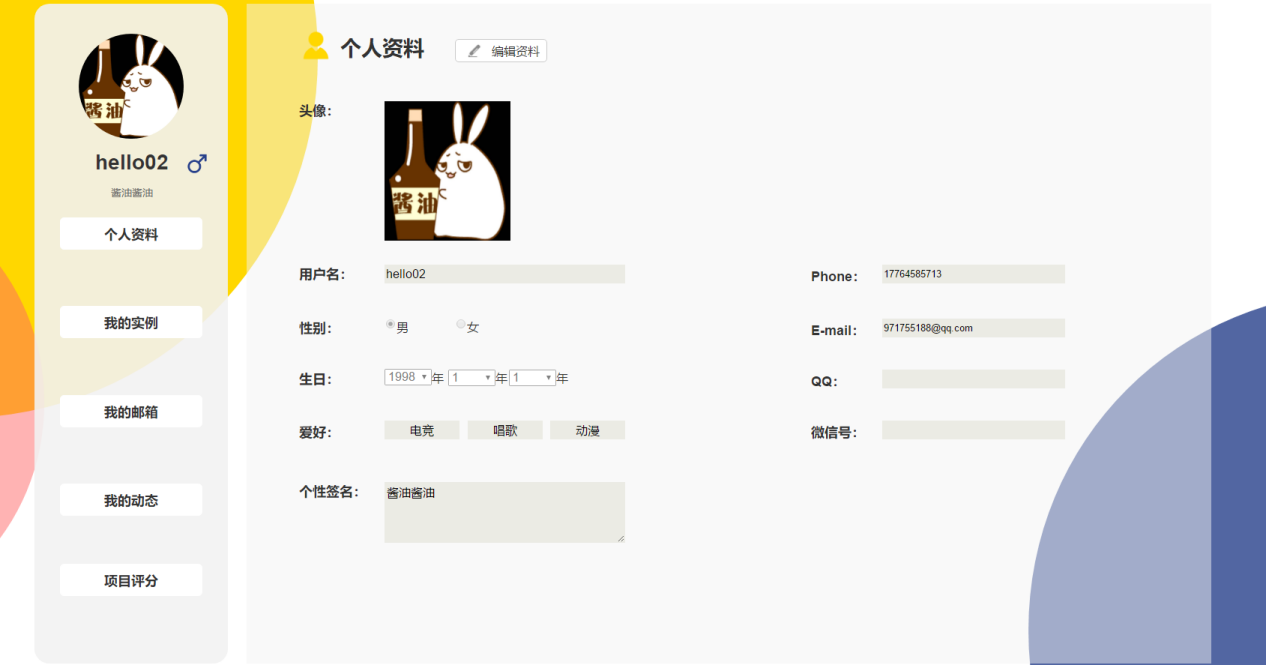 酱油
hello02
酱油酱油
个人资料
我的实例
我的邮箱
我的动态
项目评分
个人资料
编辑资料
头像：
酱油
用户名： hello02
Phone： 17764585713
性别： 男 女
E-mail： 971755188@qq.com
生日： 1998 年 1 年 1 年
QQ：
爱好： 电竞 唱歌 动漫
微信号：
个性签名： 酱油酱油